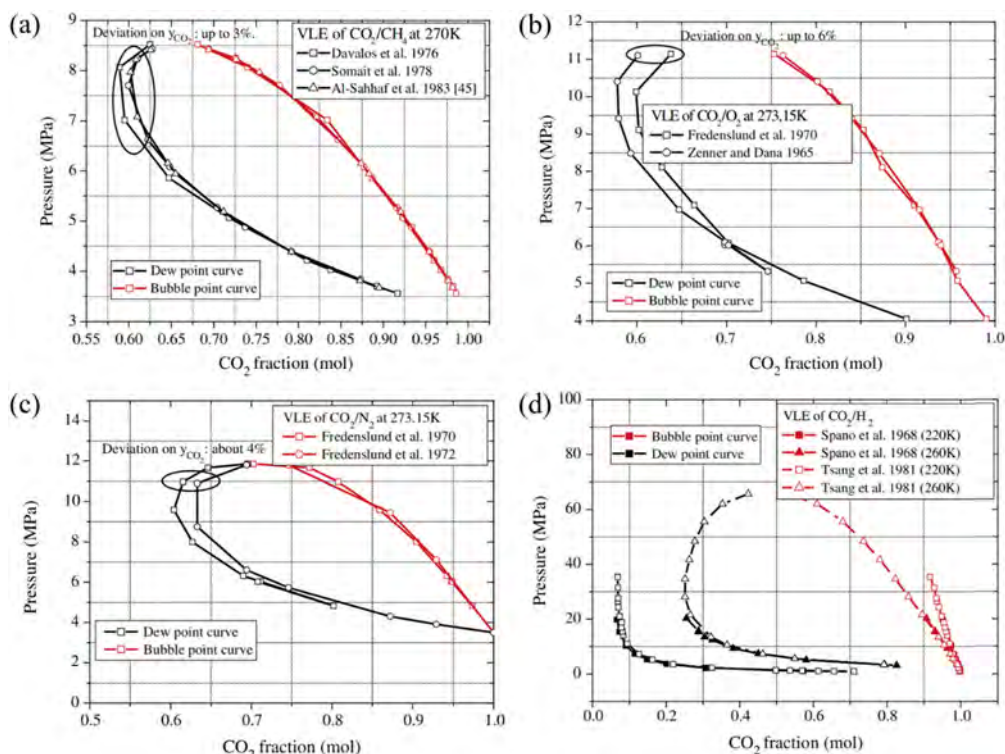 (a)
Deviation on yCO2: up to 3%.
VLE of CO2/CH4 at 270K
Davalos et al. 1976
Somait et al. 1978
Al-Sahhaf et al. 1983 [45]
Pressure (MPa)
9
8
7
6
5
4
3
Dew point curve
Bubble point curve
0.55 0.60 0.65 0.70 0.75 0.80 0.85 0.90 0.95 1.00
CO2 fraction (mol)
(b)
Deviation on yCO2: up to 6%
VLE of CO2/O2 at 273,15K
Fredenslund et al. 1970
Zenner and Dana 1965
Pressure (MPa)
12
11
10
9
8
7
6
5
4
Dew point curve
Bubble point curve
0.6 0.7 0.8 0.9 1.0
CO2 fraction (mol)
(c)
Deviation on yCO2: about 4%
VLE of CO2/N2 at 273.15K
Fredenslund et al. 1970
Fredenslund et al. 1972
Pressure (MPa)
14
12
10
8
6
4
2
0
Dew point curve
Bubble point curve
0.5 0.6 0.7 0.8 0.9 1.0
CO2 fraction (mol)
(d)
Bubble point curve
Dew point curve
VLE of CO2/H2
Spano et al. 1968 (220K)
Spano et al. 1968 (260K)
Tsang et al. 1981 (220K)
Tsang et al. 1981 (260K)
Pressure (MPa)
100
80
60
40
20
0
0.0 0.2 0.4 0.6 0.8 1.0
CO2 fraction (mol)